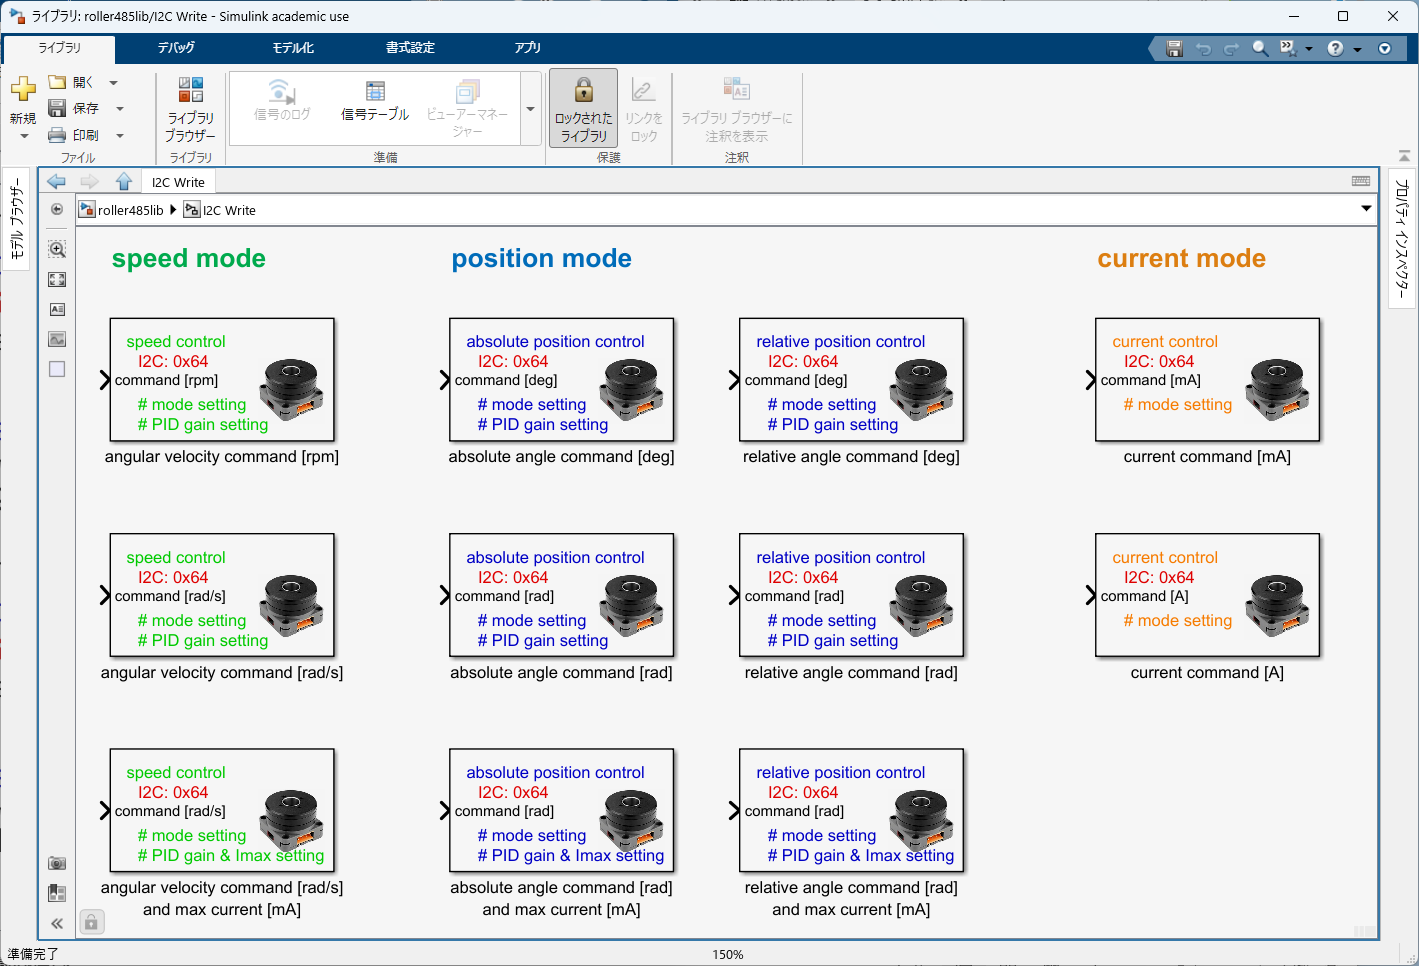 ライブラリ: roller485lib/I2C Write - Simulink academic use
ライブラリ
デバッグ
モデル化
書式設定
アプリ
新規
開く
保存
印刷
ファイル
ライブラリ
ブラウザー
ライブラリ
信号のログ
信号テーブル
ビューアーマネー
ジャー
準備
ロックされた
ライブラリ
リンクを
ロック
保護
ライブラリ ブラウザーに
注釈を表示
注釈
モデル ブラウザー
プロパティ インスペクター
I2C Write
roller485lib
I2C Write
speed mode
position mode
current mode
speed control
I2C: 0x64
command [rpm]
# mode setting
# PID gain setting
angular velocity command [rpm]
absolute position control
I2C: 0x64
command [deg]
# mode setting
# PID gain setting
absolute angle command [deg]
relative position control
I2C: 0x64
command [deg]
# mode setting
# PID gain setting
relative angle command [deg]
current control
I2C: 0x64
command [mA]
# mode setting
current command [mA]
speed control
I2C: 0x64
command [rad/s]
# mode setting
# PID gain setting
angular velocity command [rad/s]
absolute position control
I2C: 0x64
command [rad]
# mode setting
# PID gain setting
absolute angle command [rad]
relative position control
I2C: 0x64
command [rad]
# mode setting
# PID gain setting
relative angle command [rad]
current control
I2C: 0x64
command [A]
# mode setting
current command [A]
speed control
I2C: 0x64
command [rad/s]
# mode setting
# PID gain & Imax setting
angular velocity command [rad/s]
and max current [mA]
absolute position control
I2C: 0x64
command [rad]
# mode setting
# PID gain & Imax setting
absolute angle command [rad]
and max current [mA]
relative position control
I2C: 0x64
command [rad]
# mode setting
# PID gain & Imax setting
relative angle command [rad]
and max current [mA]
準備完了
150%